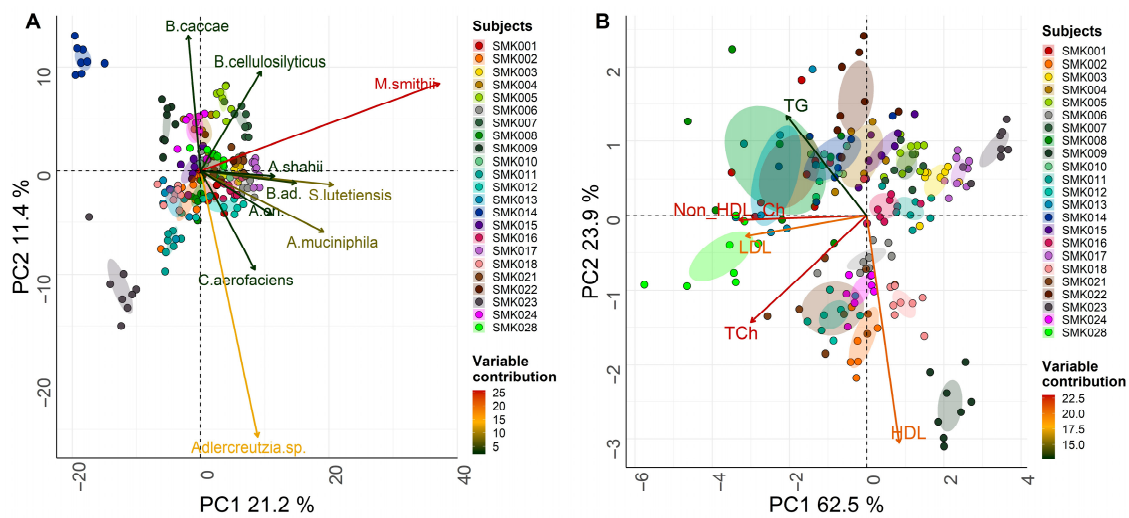 A
B.caccae
B.cellulosilyticus
M.smithii
A.shahii
B.ad.
S.lutetiensis
A.muciniphila
C.aerofaciens
Adlercreutzia.sp.
PC2 11.4 %
10
0
−10
−20
−20
0
20
40
PC1 21.2 %
Subjects
SMK001
SMK002
SMK003
SMK004
SMK005
SMK006
SMK007
SMK008
SMK009
SMK010
SMK011
SMK012
SMK013
SMK014
SMK015
SMK016
SMK017
SMK018
SMK021
SMK022
SMK023
SMK024
SMK028
Variable
contribution
25
20
15
10
5
B
TG
Non_HDL_Ch
LDL
TCh
HDL
PC2 23.9 %
2
1
0
−1
−2
−3
−6
−4
−2
0
2
4
PC1 62.5 %
Subjects
SMK001
SMK002
SMK003
SMK004
SMK005
SMK006
SMK007
SMK008
SMK009
SMK010
SMK011
SMK012
SMK013
SMK014
SMK015
SMK016
SMK017
SMK018
SMK021
SMK022
SMK023
SMK024
SMK028
Variable
contribution
22.5
20.0
17.5
15.0